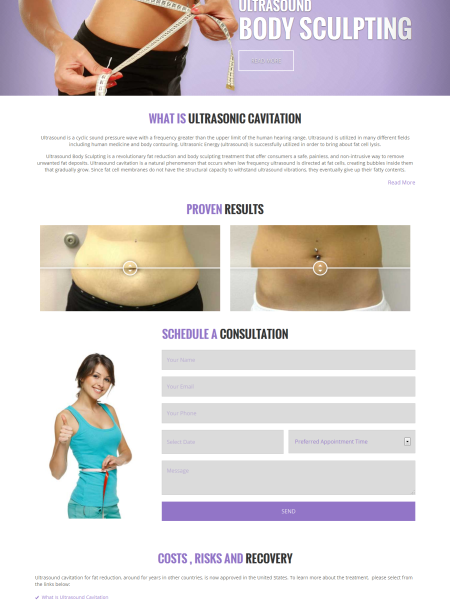 ULTRASOUND
BODY SCULPTING
READ MORE
WHAT IS ULTRASONIC CAVITATION
Ultrasound is a cyclic sound pressure wave with a frequency greater than the upper limit of the human hearing range. Ultrasound is utilized in many different fields
including human medicine and body contouring. Ultrasonic Energy (ultrasound) is successfully utilized in order to bring about fat cell lysis.
Ultrasound Body Sculpting is a revolutionary fat reduction and body sculpting treatment that offer consumers a safe, painless, and non-intrusive way to remove
unwanted fat deposits. Ultrasound cavitation is a natural phenomenon that occurs when low frequency ultrasound is directed at fat cells, creating bubbles inside them
that gradually grow. Since fat cell membranes do not have the structural capacity to withstand ultrasound vibrations, they eventually give up their fatty contents.
Read More
PROVEN RESULTS
SCHEDULE A CONSULTATION
Your Name
Your Email
Your Phone
Select Date
Preferred Appointment Time
Message
SEND
COSTS , RISKS AND RECOVERY
Ultrasound cavitation for fat reduction, around for years in other countries, is now approved in the United States. To learn more about the treatment, please select from
the links below:
What is Ultrasound Cavitation